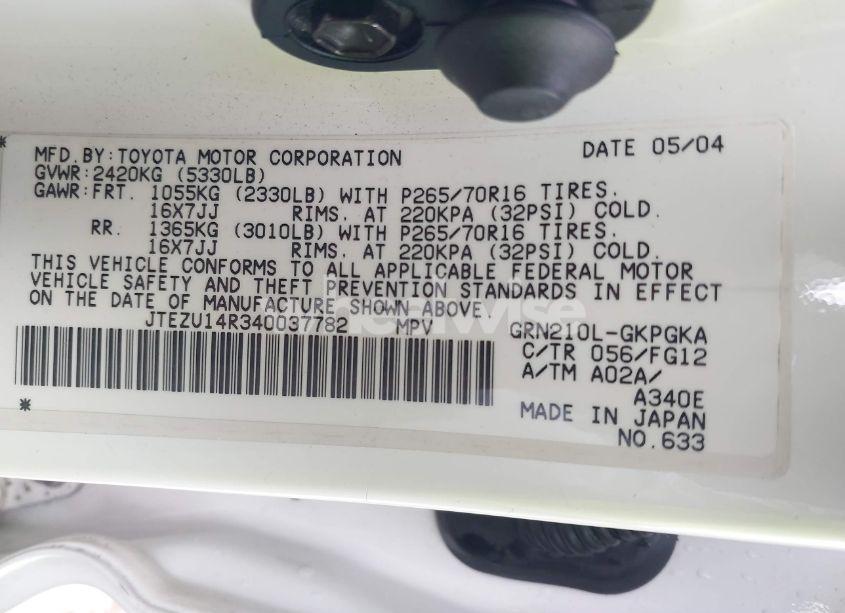 MFD.BY:TOYOTA MOTOR CORPORATION DATE 05/04
GVWR:2420KG (5330LB)
GAWR:FRT. 1055KG (2330LB) WITH P265/70R16 TIRES.
16X7JJ RIMS. AT 220KPA (32PSI) COLD.
RR. 1365KG (3010LB) WITH P265/70R16 TIRES.
16X7JJ RIMS. AT 220KPA (32PSI) COLD.
THIS VEHICLE CONFORMS TO ALL APPLICABLE FEDERAL MOTOR
VEHICLE SAFETY AND THEFT PREVENTION STANDARDS IN EFFECT
ON THE DATE OF MANUFACTURE SHOWN ABOVE.
JTEZU14R340037782 MPV GRN210L-GKPGKA
C/TR 056/FG12
A/TM A02A/
A340E
MADE IN JAPAN
NO.633